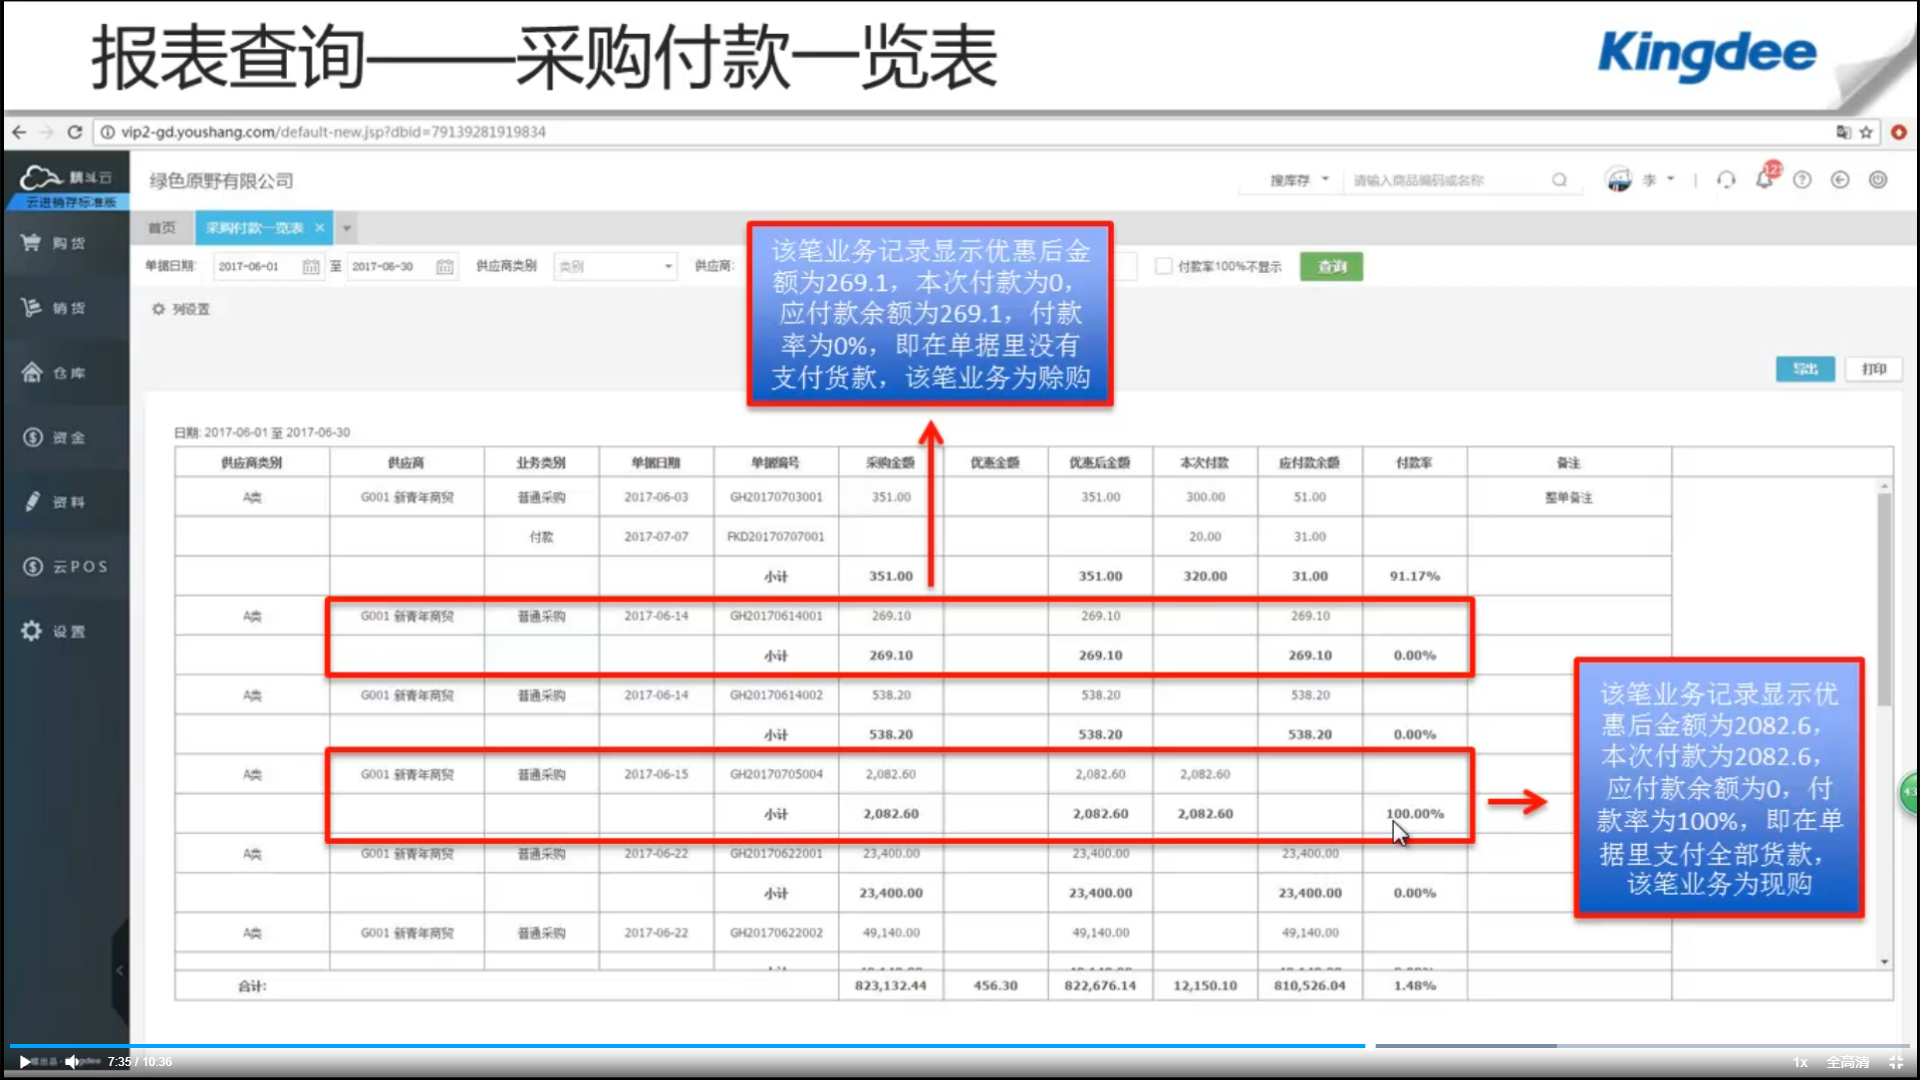 报表查询——采购付款一览表
Kingdee
vip2-gd.youshang.com/default-new.jsp?dbid=79139281919834
精斗云
云进销存标准版
绿色原野有限公司
搜库存
请输入商品编码或名称
李
123
购货
销货
仓库
资金
资料
云POS
设置
首页
采购付款一览表
单据日期:
2017-06-01
至
2017-06-30
供应商类别
类别
供应商:
付款率100%不显示
查询
列设置
导出
打印
该笔业务记录显示优惠后金
额为269.1，本次付款为0，
应付款余额为269.1，付款
率为0%，即在单据里没有
支付货款，该笔业务为赊购
日期: 2017-06-01 至 2017-06-30
供应商类别 供应商 业务类别 单据日期 单据编号 采购金额 优惠金额 优惠后金额 本次付款 应付款余额 付款率 备注
A类 G001 新青年商贸 普通采购 2017-06-03 GH20170703001 351.00 351.00 300.00 51.00 整单备注
付款 2017-07-07 FKD20170707001 20.00 31.00
小计 351.00 351.00 320.00 31.00 91.17%
A类 G001 新青年商贸 普通采购 2017-06-14 GH20170614001 269.10 269.10 269.10
小计 269.10 269.10 269.10 0.00%
A类 G001 新青年商贸 普通采购 2017-06-14 GH20170614002 538.20 538.20 538.20
小计 538.20 538.20 538.20 0.00%
A类 G001 新青年商贸 普通采购 2017-06-15 GH20170705004 2,082.60 2,082.60 2,082.60
小计 2,082.60 2,082.60 2,082.60 100.00%
A类 G001 新青年商贸 普通采购 2017-06-22 GH20170622001 23,400.00 23,400.00 23,400.00
小计 23,400.00 23,400.00 23,400.00 0.00%
A类 G001 新青年商贸 普通采购 2017-06-22 GH20170622002 49,140.00 49,140.00 49,140.00
合计: 823,132.44 456.30 822,676.14 12,150.10 810,526.04 1.48%
该笔业务记录显示优
惠后金额为2082.6，
本次付款为2082.6，
应付款余额为0，付
款率为100%，即在单
据里支付全部货款，
该笔业务为现购
7:35 / 10:36
1x
全高清